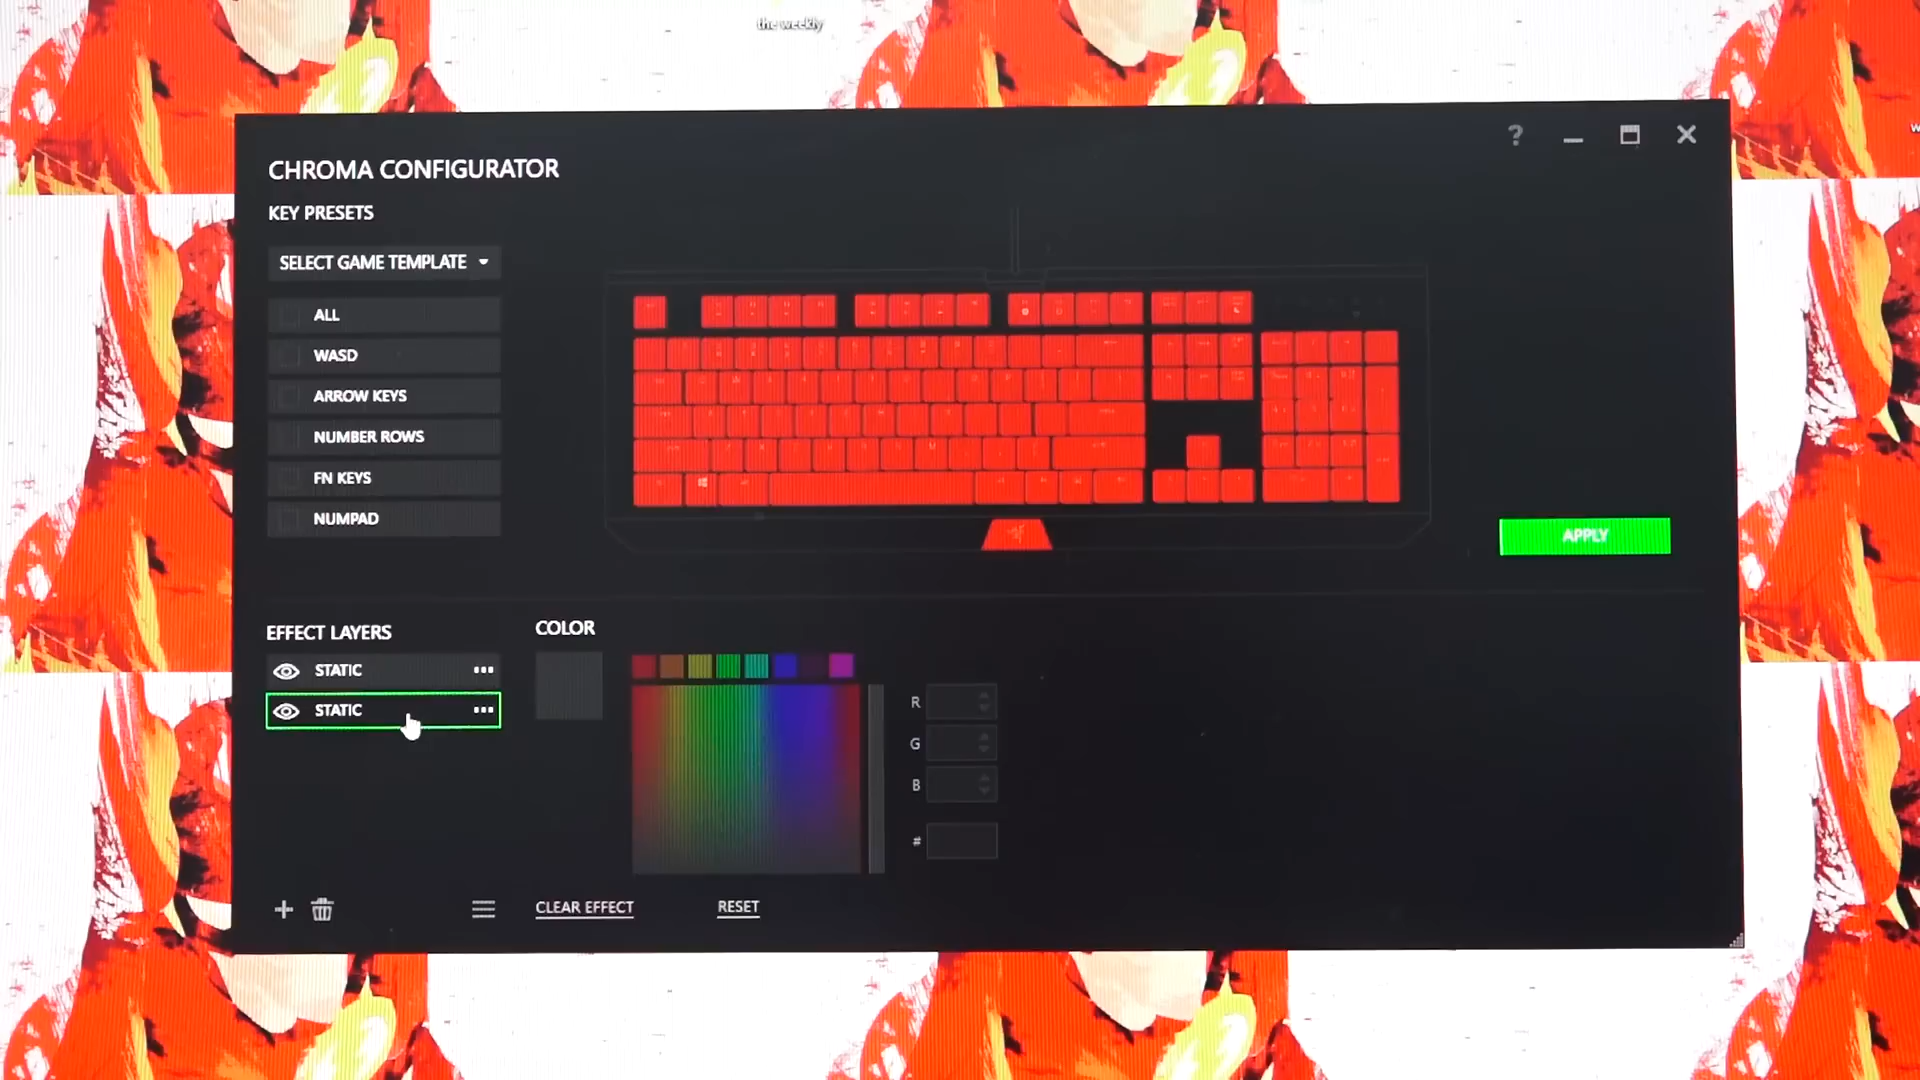 the weekly
CHROMA CONFIGURATOR
?
KEY PRESETS
SELECT GAME TEMPLATE
ALL
WASD
ARROW KEYS
NUMBER ROWS
FN KEYS
NUMPAD
APPLY
EFFECT LAYERS
COLOR
STATIC
STATIC
R
G
B
#
CLEAR EFFECT
RESET